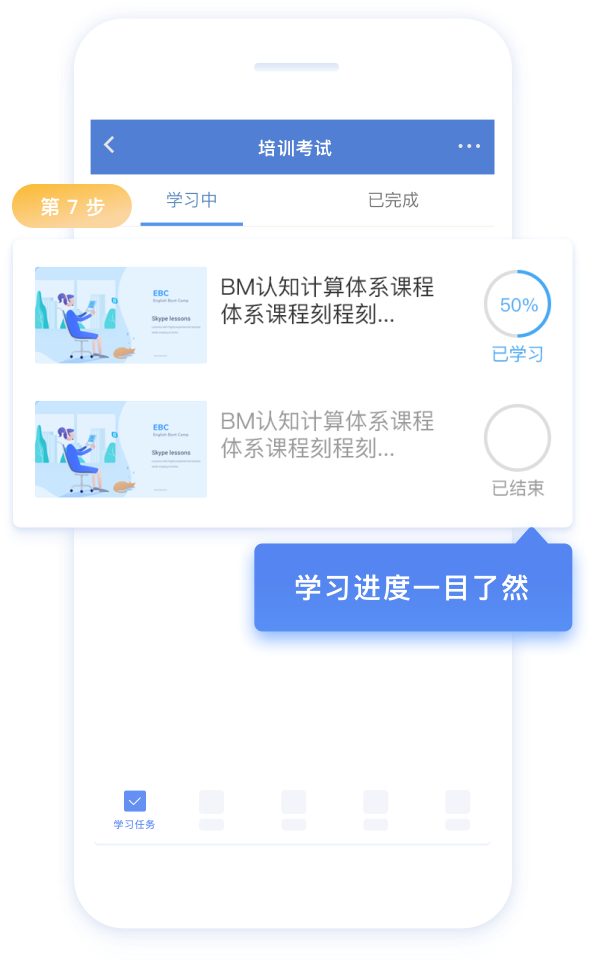 培训考试
第 7 步
学习中
已完成
EBC
English Boot Camp
Skype lessons
BM认知计算体系课程
体系课程刻程刻...
50%
已学习
EBC
English Boot Camp
Skype lessons
BM认知计算体系课程
体系课程刻程刻...
已结束
学习进度一目了然
学习任务